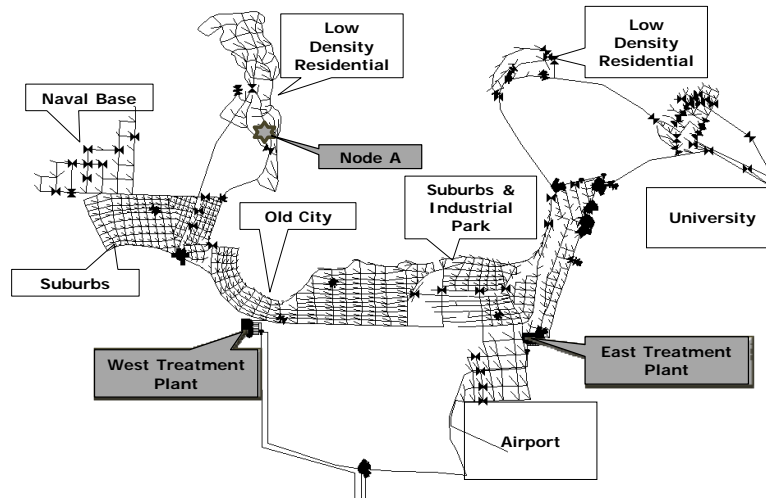 Low
Density
Residential
Low
Density
Residential
Naval Base
Node A
Suburbs &
Industrial
Park
University
Old City
Suburbs
West Treatment
Plant
East Treatment
Plant
Airport